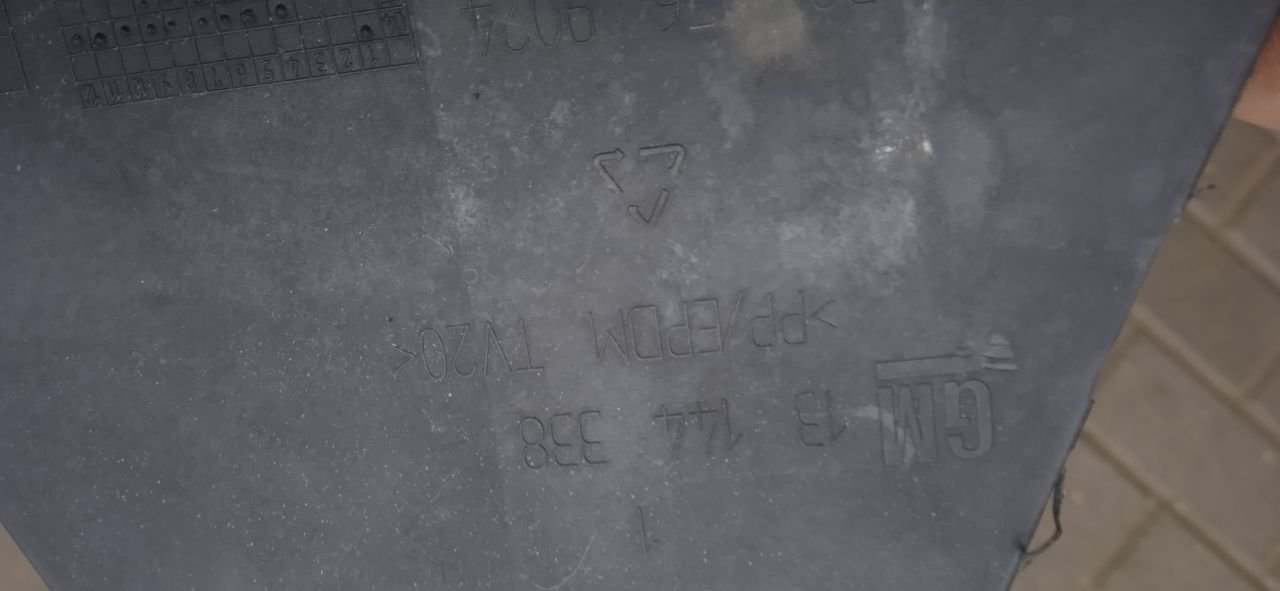 1
GM 13 144 338
>PP/EPDM TV20<
1 2 3 4 5 6 7 8 9 10 11 12